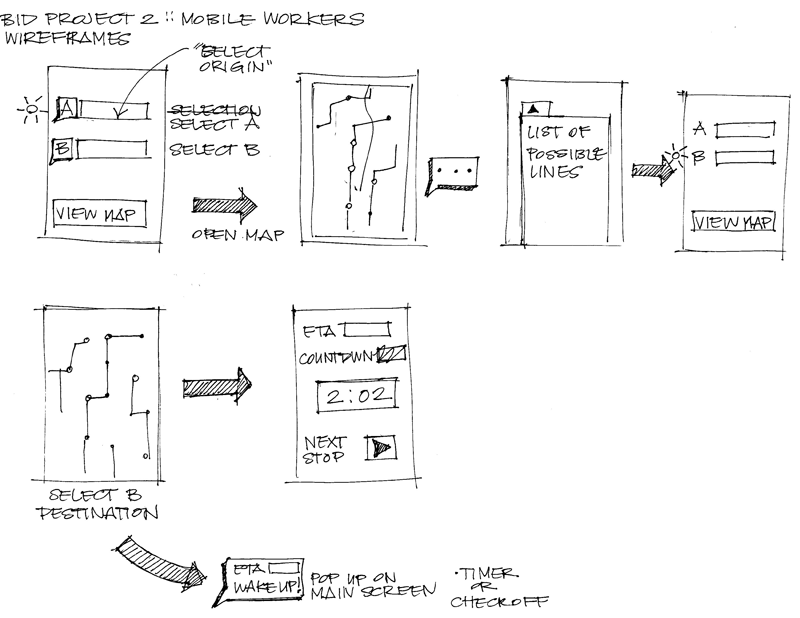 BID PROJECT 2 :: MOBILE WORKERS
WIREFRAMES
"SELECT
ORIGIN"
A
SELECTION
SELECT A
B
SELECT B
VIEW MAP
OPEN MAP
...
LIST OF
POSSIBLE
LINES
A
B
VIEW MAP
SELECT B
DESTINATION
ETA
COUNTDWN
2:02
NEXT
STOP
ETA
WAKE UP!
POP UP ON
MAIN SCREEN
· TIMER
OR
CHECKOFF